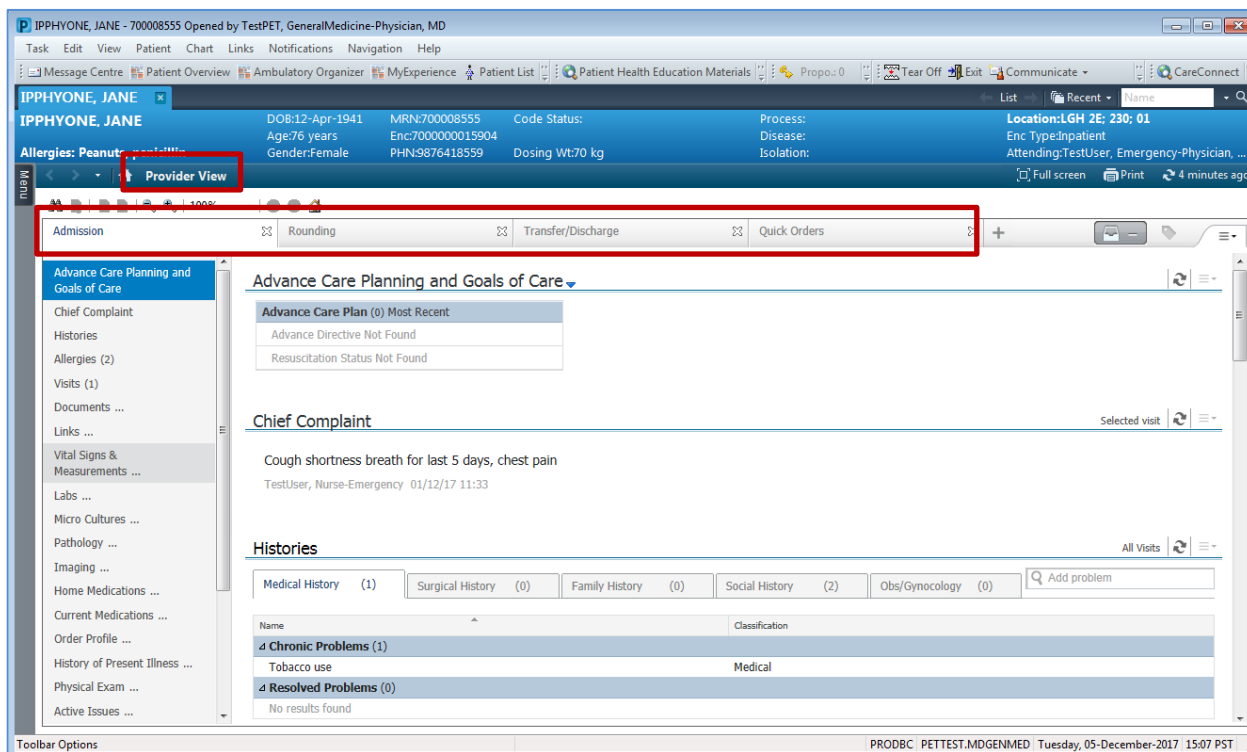 IPPHYONE, JANE - 700008555 Opened by TestPET, GeneralMedicine-Physician, MD
Task Edit View Patient Chart Links Notifications Navigation Help
Message Centre Patient Overview Ambulatory Organizer MyExperience Patient List Patient Health Education Materials Propo.: 0 Tear Off Exit Communicate CareConnect
IPPHYONE, JANE List Recent Name
IPPHYONE, JANE DOB:12-Apr-1941 MRN:700008555 Code Status: Process: Location:LGH 2E; 230; 01
Age:76 years Enc:7000000015904 Disease: Enc Type:Inpatient
Allergies: Peanuts, penicillin Gender:Female PHN:9876418559 Dosing Wt:70 kg Isolation: Attending:TestUser, Emergency-Physician, ...
Menu
Provider View Full screen Print 4 minutes ago
100%
Admission Rounding Transfer/Discharge Quick Orders
Advance Care Planning and
Goals of Care
Chief Complaint
Histories
Allergies (2)
Visits (1)
Documents ...
Links ...
Vital Signs &
Measurements ...
Labs ...
Micro Cultures ...
Pathology ...
Imaging ...
Home Medications ...
Current Medications ...
Order Profile ...
History of Present Illness ...
Physical Exam ...
Active Issues ...
Advance Care Planning and Goals of Care
Advance Care Plan (0) Most Recent
Advance Directive Not Found
Resuscitation Status Not Found
Chief Complaint Selected visit
Cough shortness breath for last 5 days, chest pain
TestUser, Nurse-Emergency 01/12/17 11:33
Histories All Visits
Medical History (1) Surgical History (0) Family History (0) Social History (2) Obs/Gynocology (0) Add problem
Name Classification
Chronic Problems (1)
Tobacco use Medical
Resolved Problems (0)
No results found
Toolbar Options PRODBC PETTEST.MDGENMED Tuesday, 05-December-2017 15:07 PST